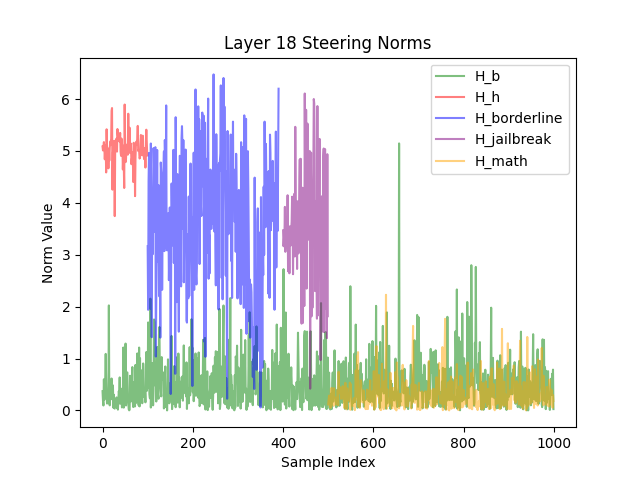 Layer 18 Steering Norms
H_b
H_h
H_borderline
H_jailbreak
H_math
Norm Value
6
5
4
3
2
1
0
0 200 400 600 800 1000
Sample Index